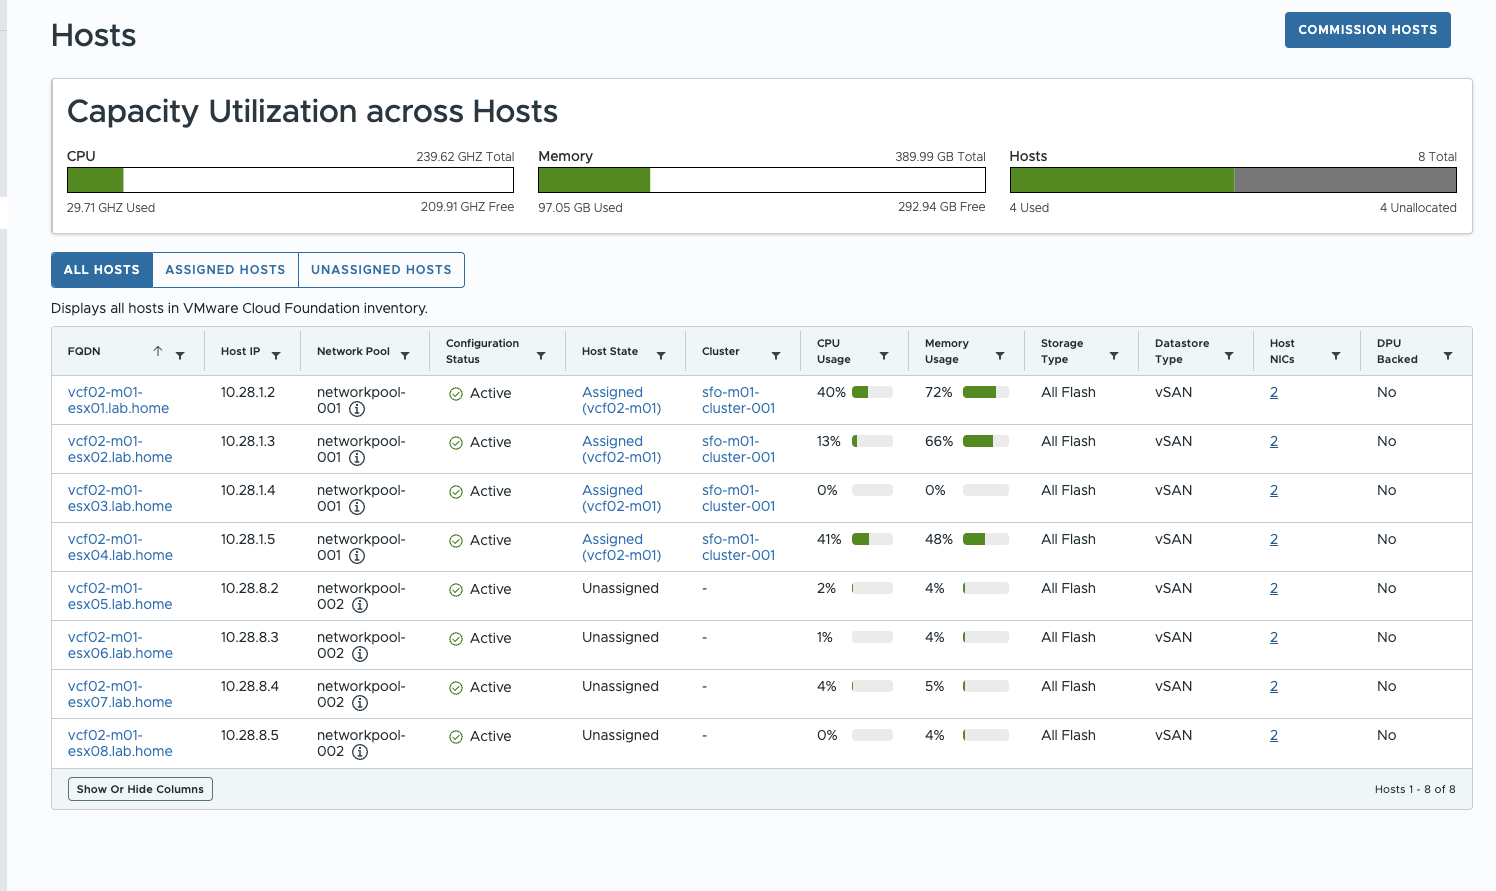 Hosts
COMMISSION HOSTS
Capacity Utilization across Hosts
CPU 239.62 GHZ Total
29.71 GHZ Used 209.91 GHZ Free
Memory 389.99 GB Total
97.05 GB Used 292.94 GB Free
Hosts 8 Total
4 Used 4 Unallocated
ALL HOSTS ASSIGNED HOSTS UNASSIGNED HOSTS
Displays all hosts in VMware Cloud Foundation inventory.
FQDN Host IP Network Pool Configuration Status Host State Cluster CPU Usage Memory Usage Storage Type Datastore Type Host NICs DPU Backed
vcf02-m01- 10.28.1.2 networkpool- Active Assigned sfo-m01- 40% 72% All Flash vSAN 2 No
esx01.lab.home 001 (vcf02-m01) cluster-001
vcf02-m01- 10.28.1.3 networkpool- Active Assigned sfo-m01- 13% 66% All Flash vSAN 2 No
esx02.lab.home 001 (vcf02-m01) cluster-001
vcf02-m01- 10.28.1.4 networkpool- Active Assigned sfo-m01- 0% 0% All Flash vSAN 2 No
esx03.lab.home 001 (vcf02-m01) cluster-001
vcf02-m01- 10.28.1.5 networkpool- Active Assigned sfo-m01- 41% 48% All Flash vSAN 2 No
esx04.lab.home 001 (vcf02-m01) cluster-001
vcf02-m01- 10.28.8.2 networkpool- Active Unassigned - 2% 4% All Flash vSAN 2 No
esx05.lab.home 002
vcf02-m01- 10.28.8.3 networkpool- Active Unassigned - 1% 4% All Flash vSAN 2 No
esx06.lab.home 002
vcf02-m01- 10.28.8.4 networkpool- Active Unassigned - 4% 5% All Flash vSAN 2 No
esx07.lab.home 002
vcf02-m01- 10.28.8.5 networkpool- Active Unassigned - 0% 4% All Flash vSAN 2 No
esx08.lab.home 002
Show Or Hide Columns Hosts 1 - 8 of 8